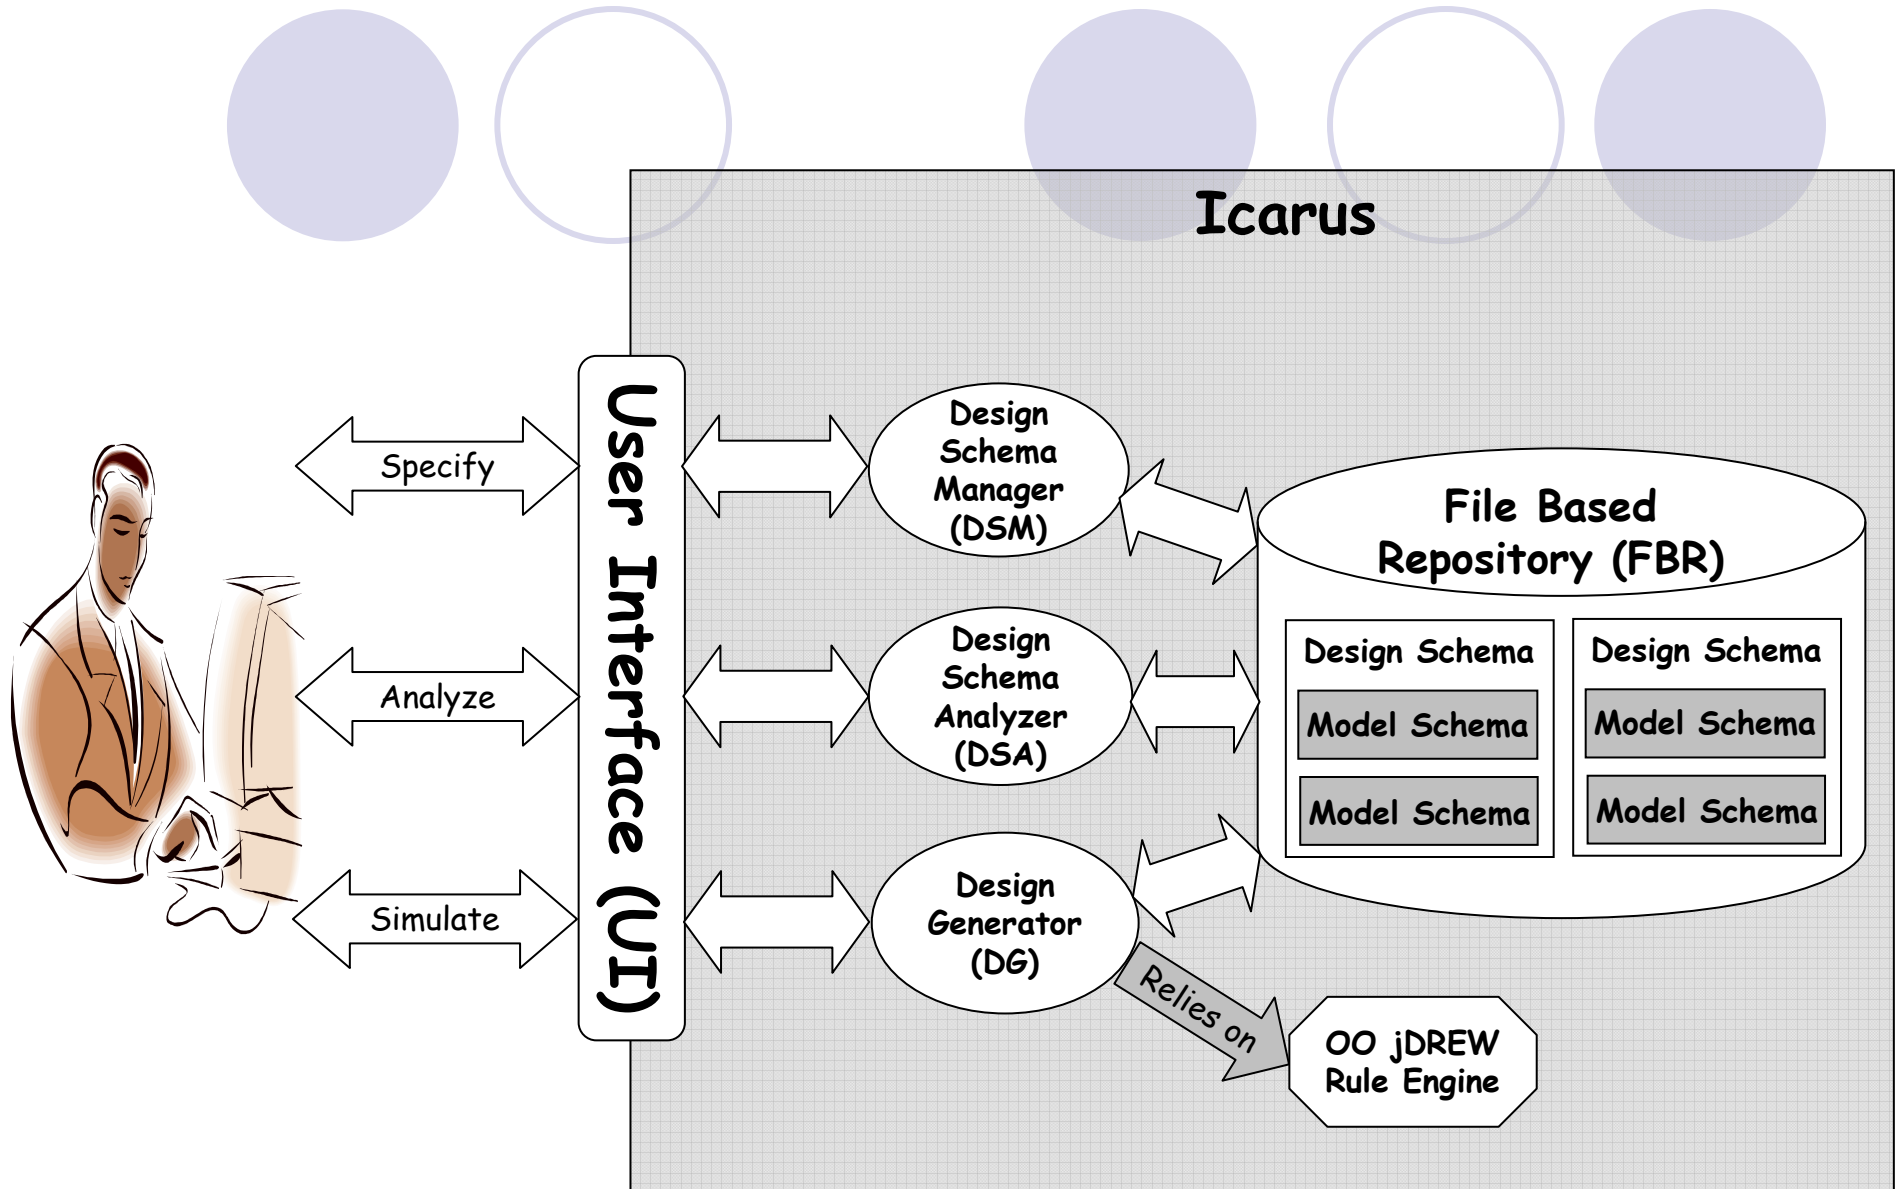 Icarus
Specify
Analyze
Simulate
User Interface (UI)
Design
Schema
Manager
(DSM)
Design
Schema
Analyzer
(DSA)
Design
Generator
(DG)
Relies on
File Based
Repository (FBR)
Design Schema
Model Schema
Model Schema
Design Schema
Model Schema
Model Schema
OO jDREW
Rule Engine